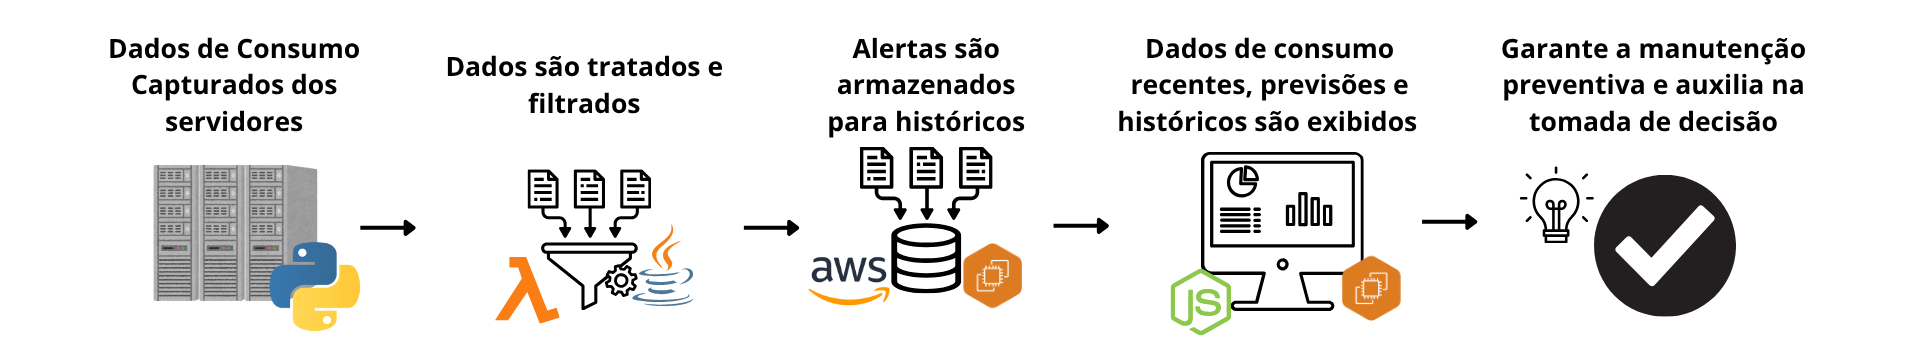 Dados de Consumo
Capturados dos
servidores
Dados são tratados e
filtrados
Alertas são
armazenados
para históricos
Dados de consumo
recentes, previsões e
históricos são exibidos
Garante a manutenção
preventiva e auxilia na
tomada de decisão
λ
aws
JS